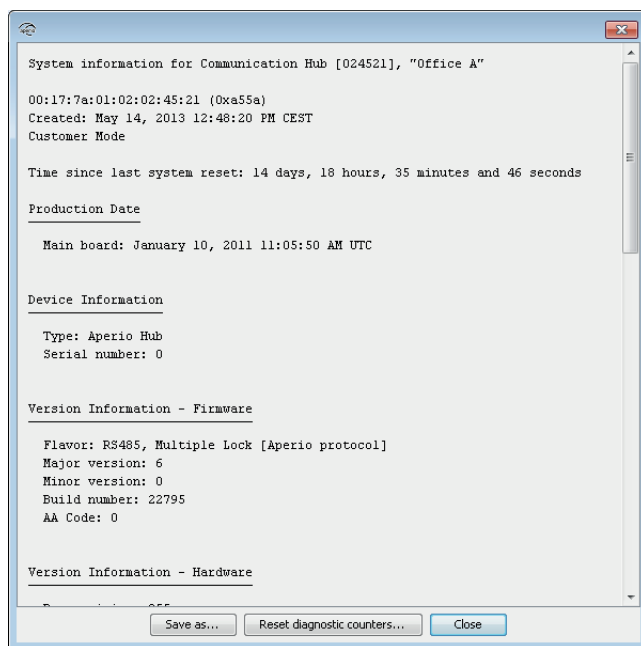 System information for Communication Hub [024521], "Office A"
00:17:7a:01:02:02:45:21 (0xa55a)
Created: May 14, 2013 12:48:20 PM CEST
Customer Mode
Time since last system reset: 14 days, 18 hours, 35 minutes and 46 seconds
Production Date
Main board: January 10, 2011 11:05:50 AM UTC
Device Information
Type: Aperio Hub
Serial number: 0
Version Information - Firmware
Flavor: RS485, Multiple Lock [Aperio protocol]
Major version: 6
Minor version: 0
Build number: 22795
AA Code: 0
Version Information - Hardware
Save as... Reset diagnostic counters... Close